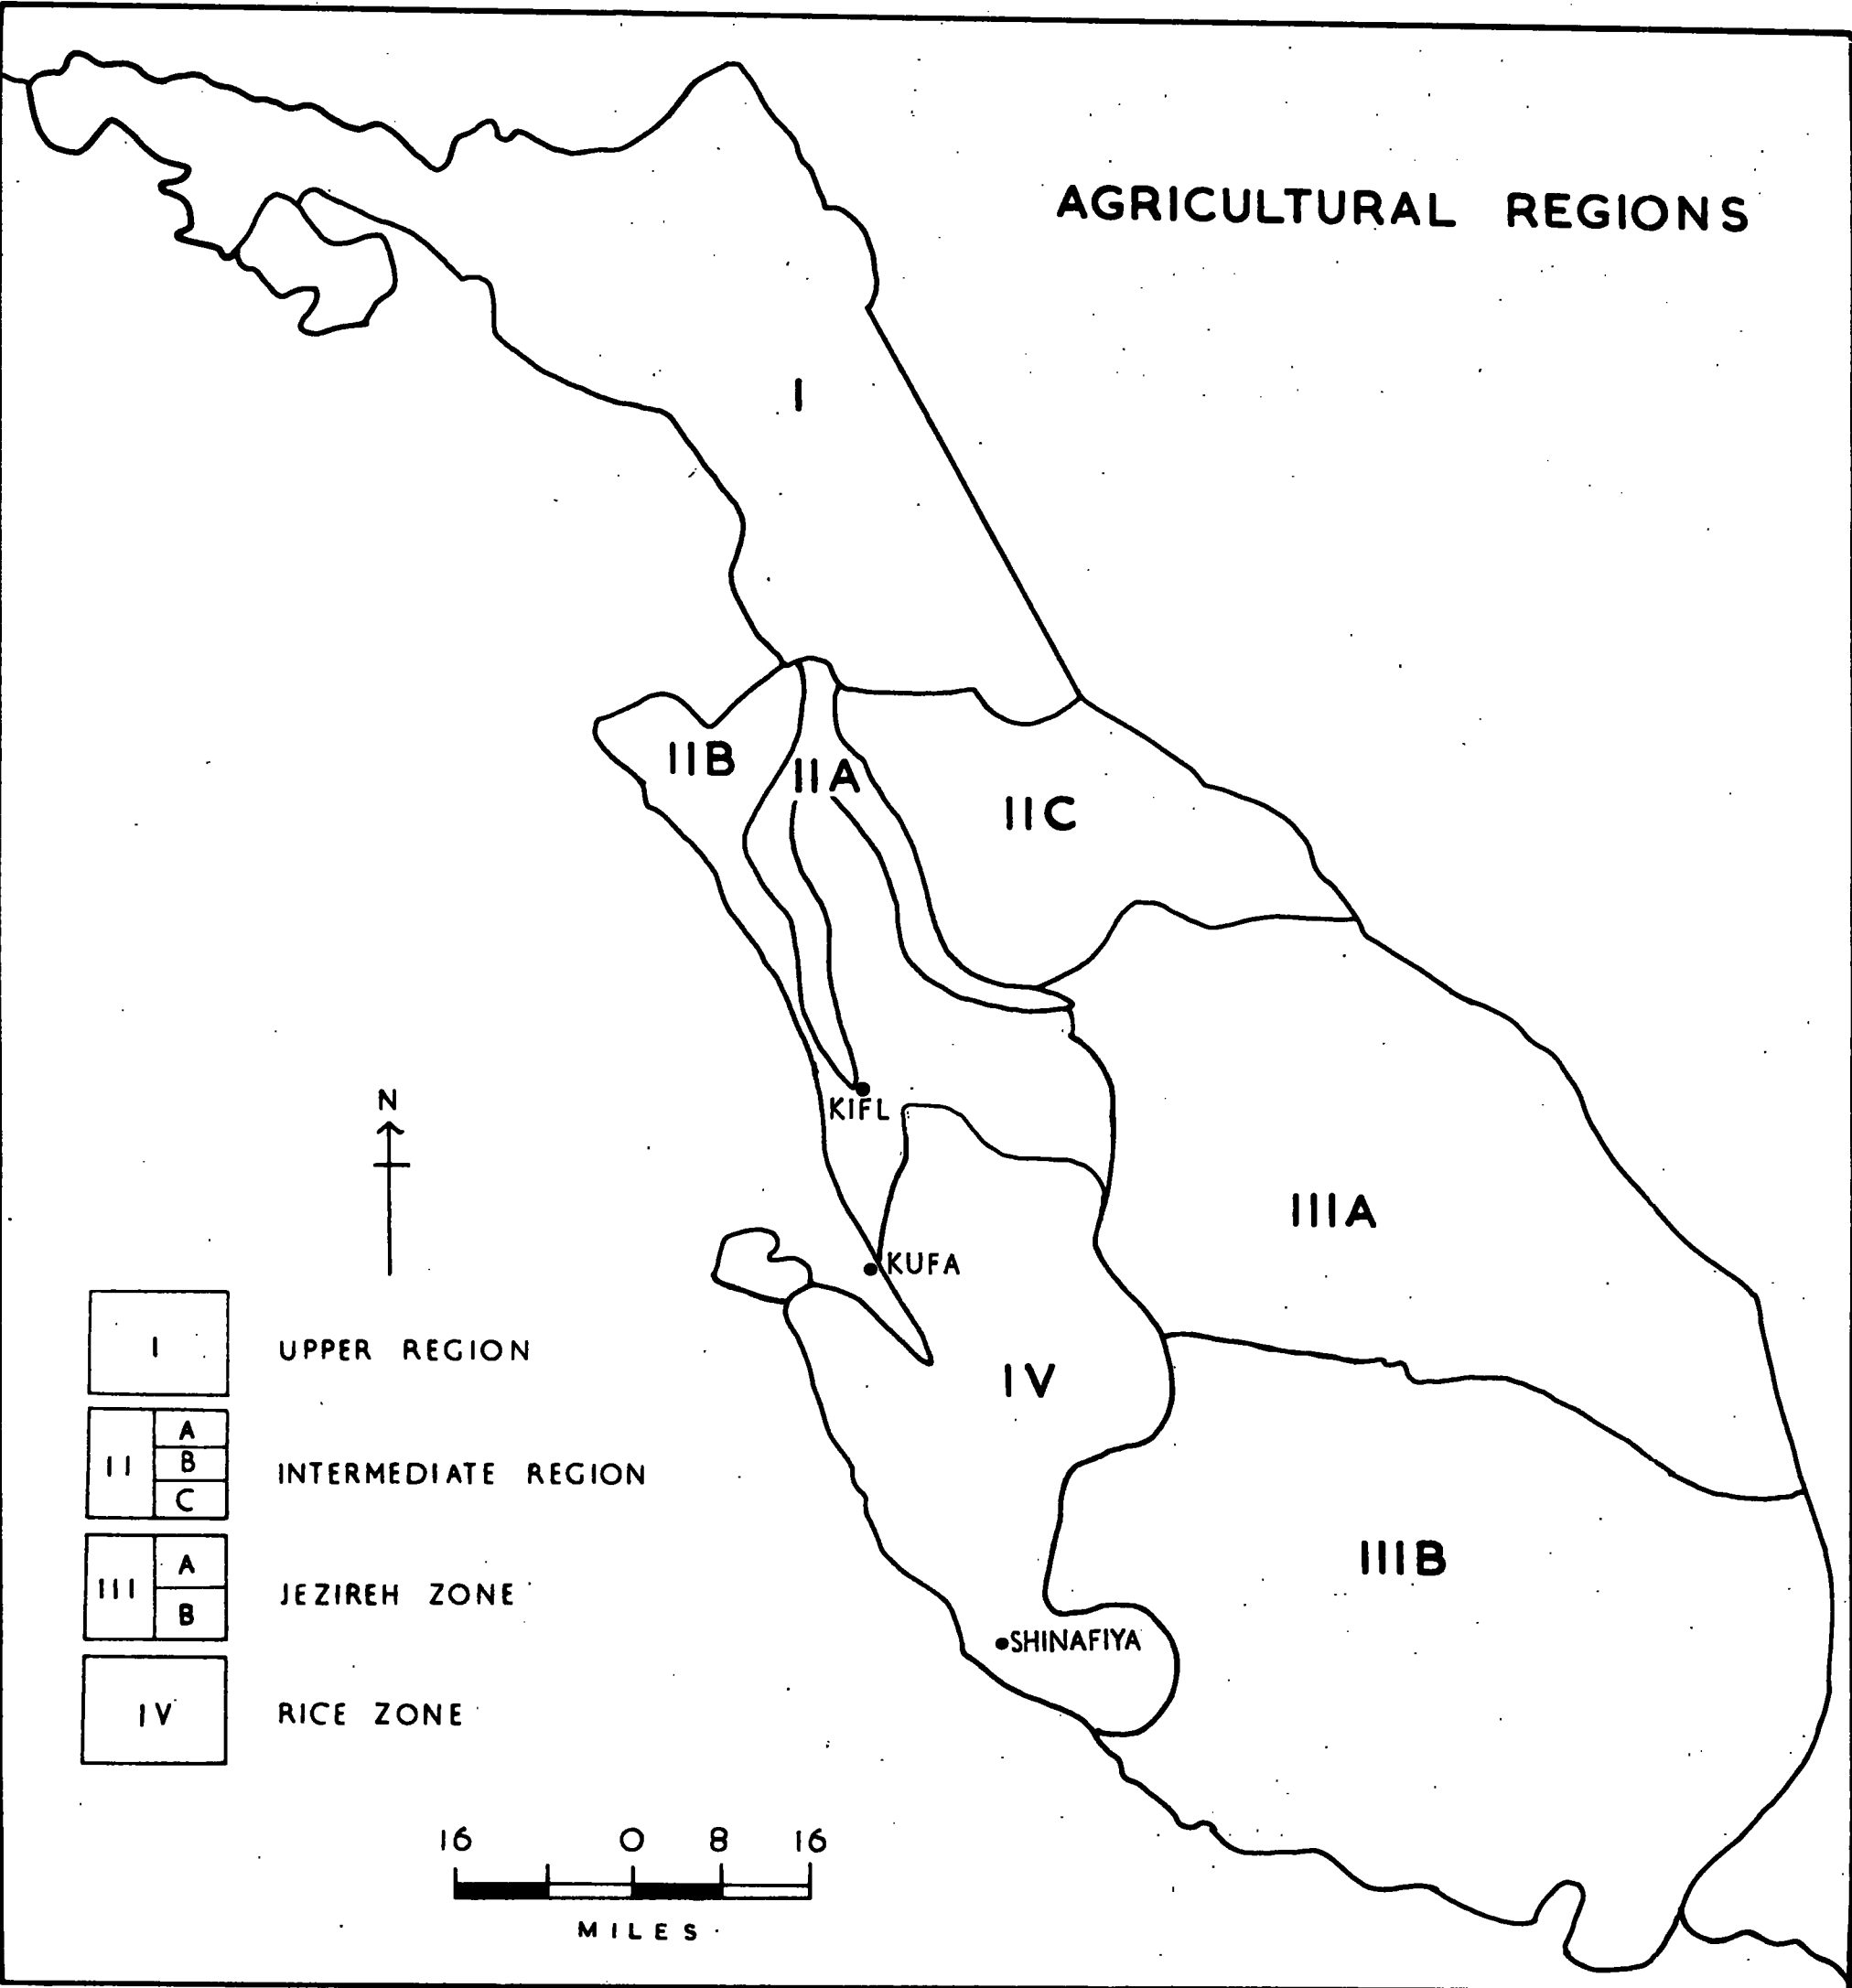 AGRICULTURAL REGIONS
I
IIB
IIA
IIC
KIFL
N
IIIA
KUFA
I
UPPER REGION
IV
II
A
B
C
INTERMEDIATE REGION
IIIB
III
A
B
JEZIREH ZONE
SHINAFIYA
IV
RICE ZONE
16 0 8 16
MILES